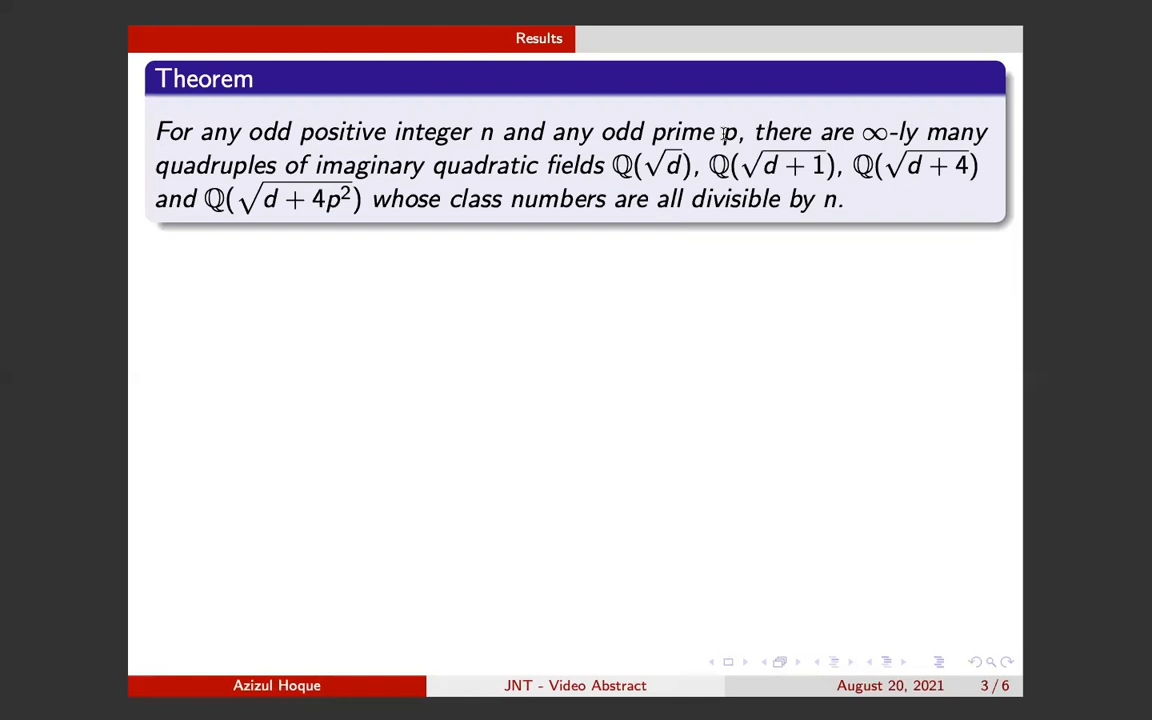 Results
Theorem
For any odd positive integer n and any odd prime p, there are ∞-ly many
quadruples of imaginary quadratic fields ℚ(√d), ℚ(√d + 1), ℚ(√d + 4)
and ℚ(√d + 4p²) whose class numbers are all divisible by n.
Azizul Hoque JNT - Video Abstract August 20, 2021 3 / 6